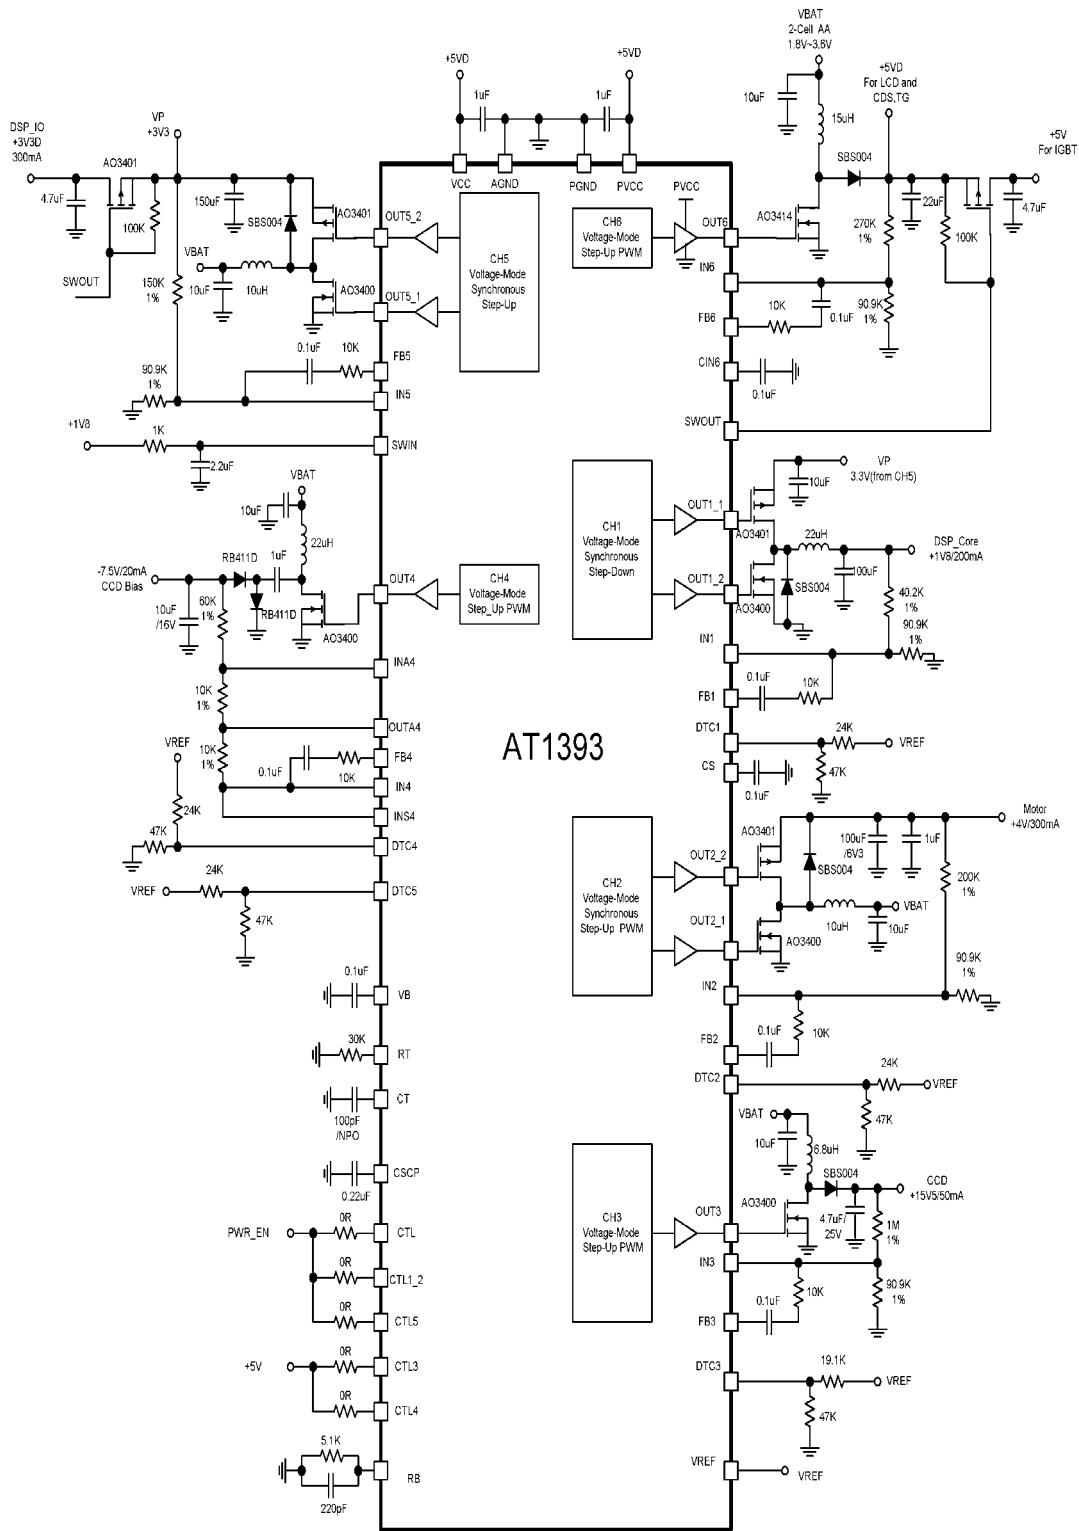 VBAT
2-Cell AA
1.8V~3.6V
+5VD
+5VD
+5VD
For LCD and
CDS,TG
10uF
1uF
1uF
15uH
+5V
For IGBT
DSP_IO
+3V3D
300mA
VP
+3V3
AO3401
SBS004
VCC
AGND
PGND
PVCC
PVCC
4.7uF
100K
150uF
SBS004
AO3401
OUT5_2
CH5
Voltage-Mode
Synchronous
Step-Up
CH6
Voltage-Mode
Step-Up PWM
OUT6
AO3414
270K
1%
22uF
100K
4.7uF
VBAT
SWOUT
10uF
10uH
AO3400
OUT5_1
IN6
150K
1%
10K
0.1uF
90.9K
1%
FB6
0.1uF
10K
FB5
CIN6
0.1uF
90.9K
1%
IN5
SWOUT
+1V8
1K
SWIN
2.2uF
VBAT
10uF
22uH
VP
3.3V(from CH5)
10uF
OUT1_1
AO3401
CH1
Voltage-Mode
Synchronous
Step-Down
22uH
DSP_Core
+1V8/200mA
100uF
-7.5V/20mA
CCD Bias
RB411D
1uF
OUT4
CH4
Voltage-Mode
Step_Up PWM
OUT1_2
AO3400
SBS004
40.2K
1%
10uF
/16V
60K
1%
RB411D
AO3400
90.9K
1%
IN1
INA4
0.1uF
10K
FB1
10K
1%
OUTA4
DTC1
24K
VREF
VREF
10K
1%
0.1uF
10K
FB4
AT1393
CS
0.1uF
47K
IN4
24K
INS4
47K
DTC4
Motor
+4V/300mA
AO3401
100uF
/6V3
1uF
OUT2_2
SBS004
200K
1%
VREF
24K
DTC5
47K
CH2
Voltage-Mode
Synchronous
Step-Up PWM
OUT2_1
10uH
VBAT
10uF
AO3400
90.9K
1%
0.1uF
VB
IN2
0.1uF
10K
30K
RT
FB2
DTC2
24K
VREF
CT
100pF
/NPO
47K
VBAT
10uF
6.8uH
CSCP
0.22uF
SBS004
CCD
+15V5/50mA
AO3400
OUT3
CH3
Voltage-Mode
Step-Up PWM
4.7uF/
25V
1M
1%
PWR_EN
0R
CTL
IN3
0R
CTL1_2
10K
90.9K
1%
0.1uF
0R
CTL5
FB3
+5V
0R
CTL3
DTC3
19.1K
VREF
0R
CTL4
47K
5.1K
RB
220pF
VREF
VREF